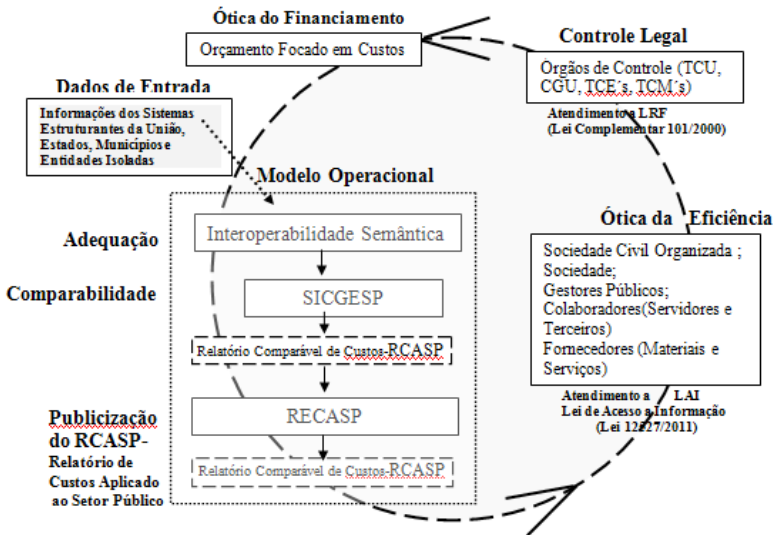 Ótica do Financiamento
Orçamento Focado em Custos
Controle Legal
Órgãos de Controle (TCU,
CGU, TCE´s, TCM´s)
Atendimento a LRF
(Lei Complementar 101/2000)
Dados de Entrada
Informações dos Sistemas
Estruturantes da União,
Estados, Municípios e
Entidades Isoladas
Modelo Operacional
Adequação
Interoperabilidade Semântica
Comparabilidade
SICGESP
Relatório Comparável de Custos-RCASP
Publicização
do RCASP-
Relatório de
Custos Aplicado
ao Setor Público
RECASP
Relatório Comparável de Custos-RCASP
Ótica da Eficiência
Sociedade Civil Organizada ;
Sociedade;
Gestores Públicos;
Colaboradores(Servidores e
Terceiros)
Fornecedores (Materiais e
Serviços)
Atendimento a LAI
Lei de Acesso a Informação
(Lei 12527/2011)